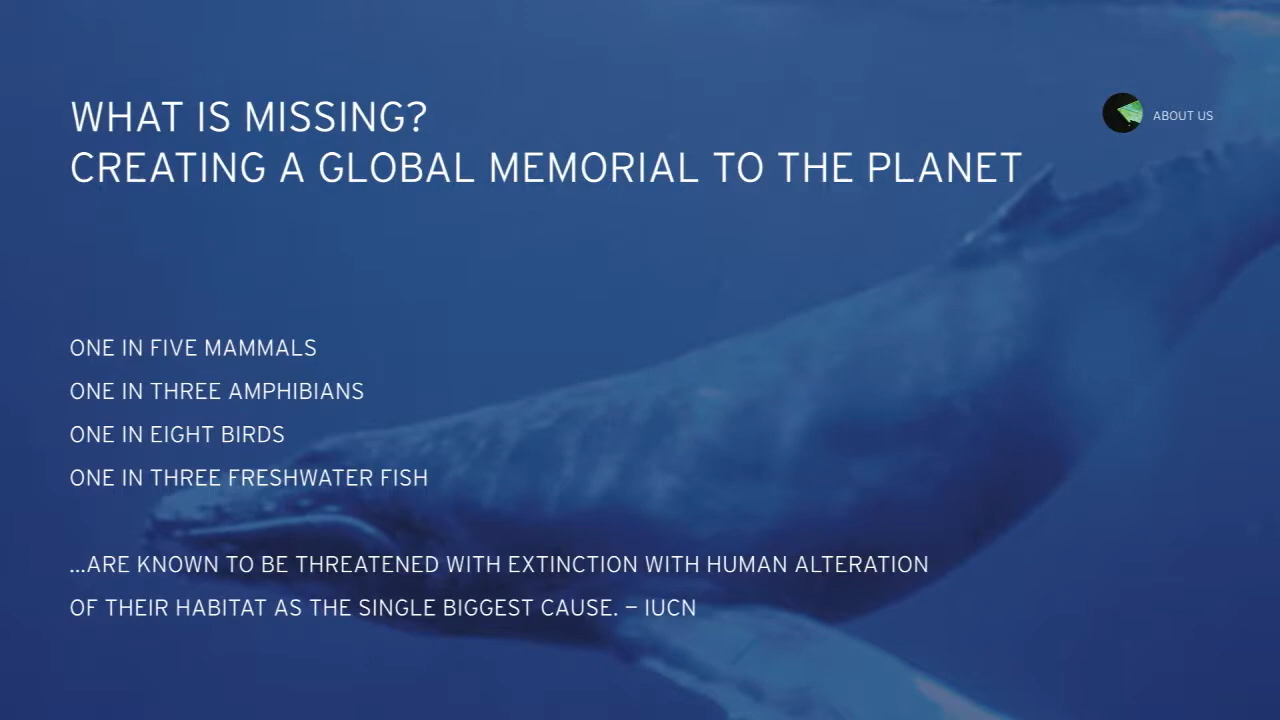 WHAT IS MISSING?
CREATING A GLOBAL MEMORIAL TO THE PLANET
ABOUT US
ONE IN FIVE MAMMALS
ONE IN THREE AMPHIBIANS
ONE IN EIGHT BIRDS
ONE IN THREE FRESHWATER FISH
...ARE KNOWN TO BE THREATENED WITH EXTINCTION WITH HUMAN ALTERATION
OF THEIR HABITAT AS THE SINGLE BIGGEST CAUSE. – IUCN